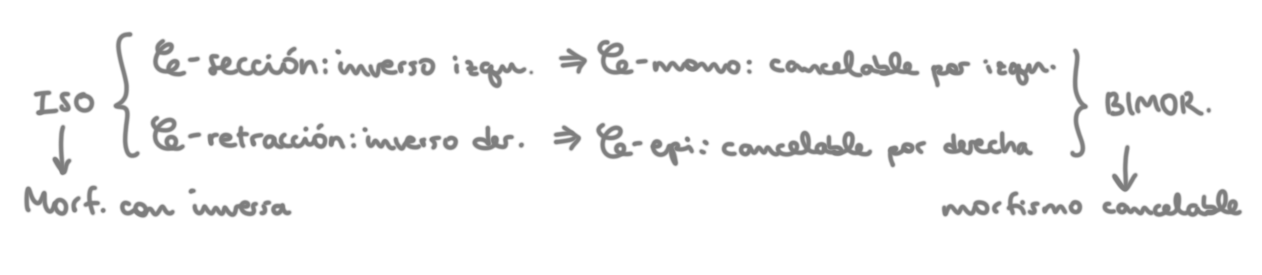 𝒞-sección: inverso izqu. ⇒ 𝒞-mono: cancelable por izqu.
ISO { } BIMOR.
𝒞-retracción: inverso der. ⇒ 𝒞-epi: cancelable por derecha
↓ ↓
Morf. con inversa morfismo cancelable